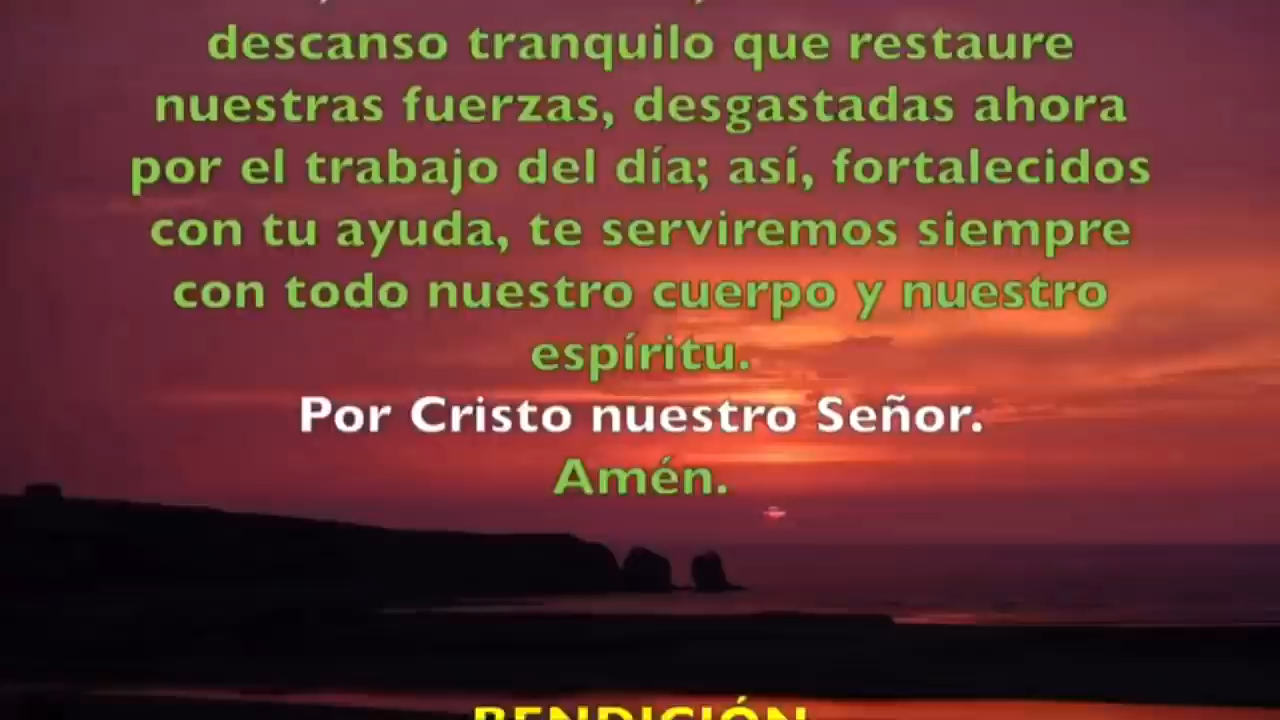 descanso tranquilo que restaure
nuestras fuerzas, desgastadas ahora
por el trabajo del día; así, fortalecidos
con tu ayuda, te serviremos siempre
con todo nuestro cuerpo y nuestro
espíritu.
Por Cristo nuestro Señor.
Amén.
BENDICIÓN